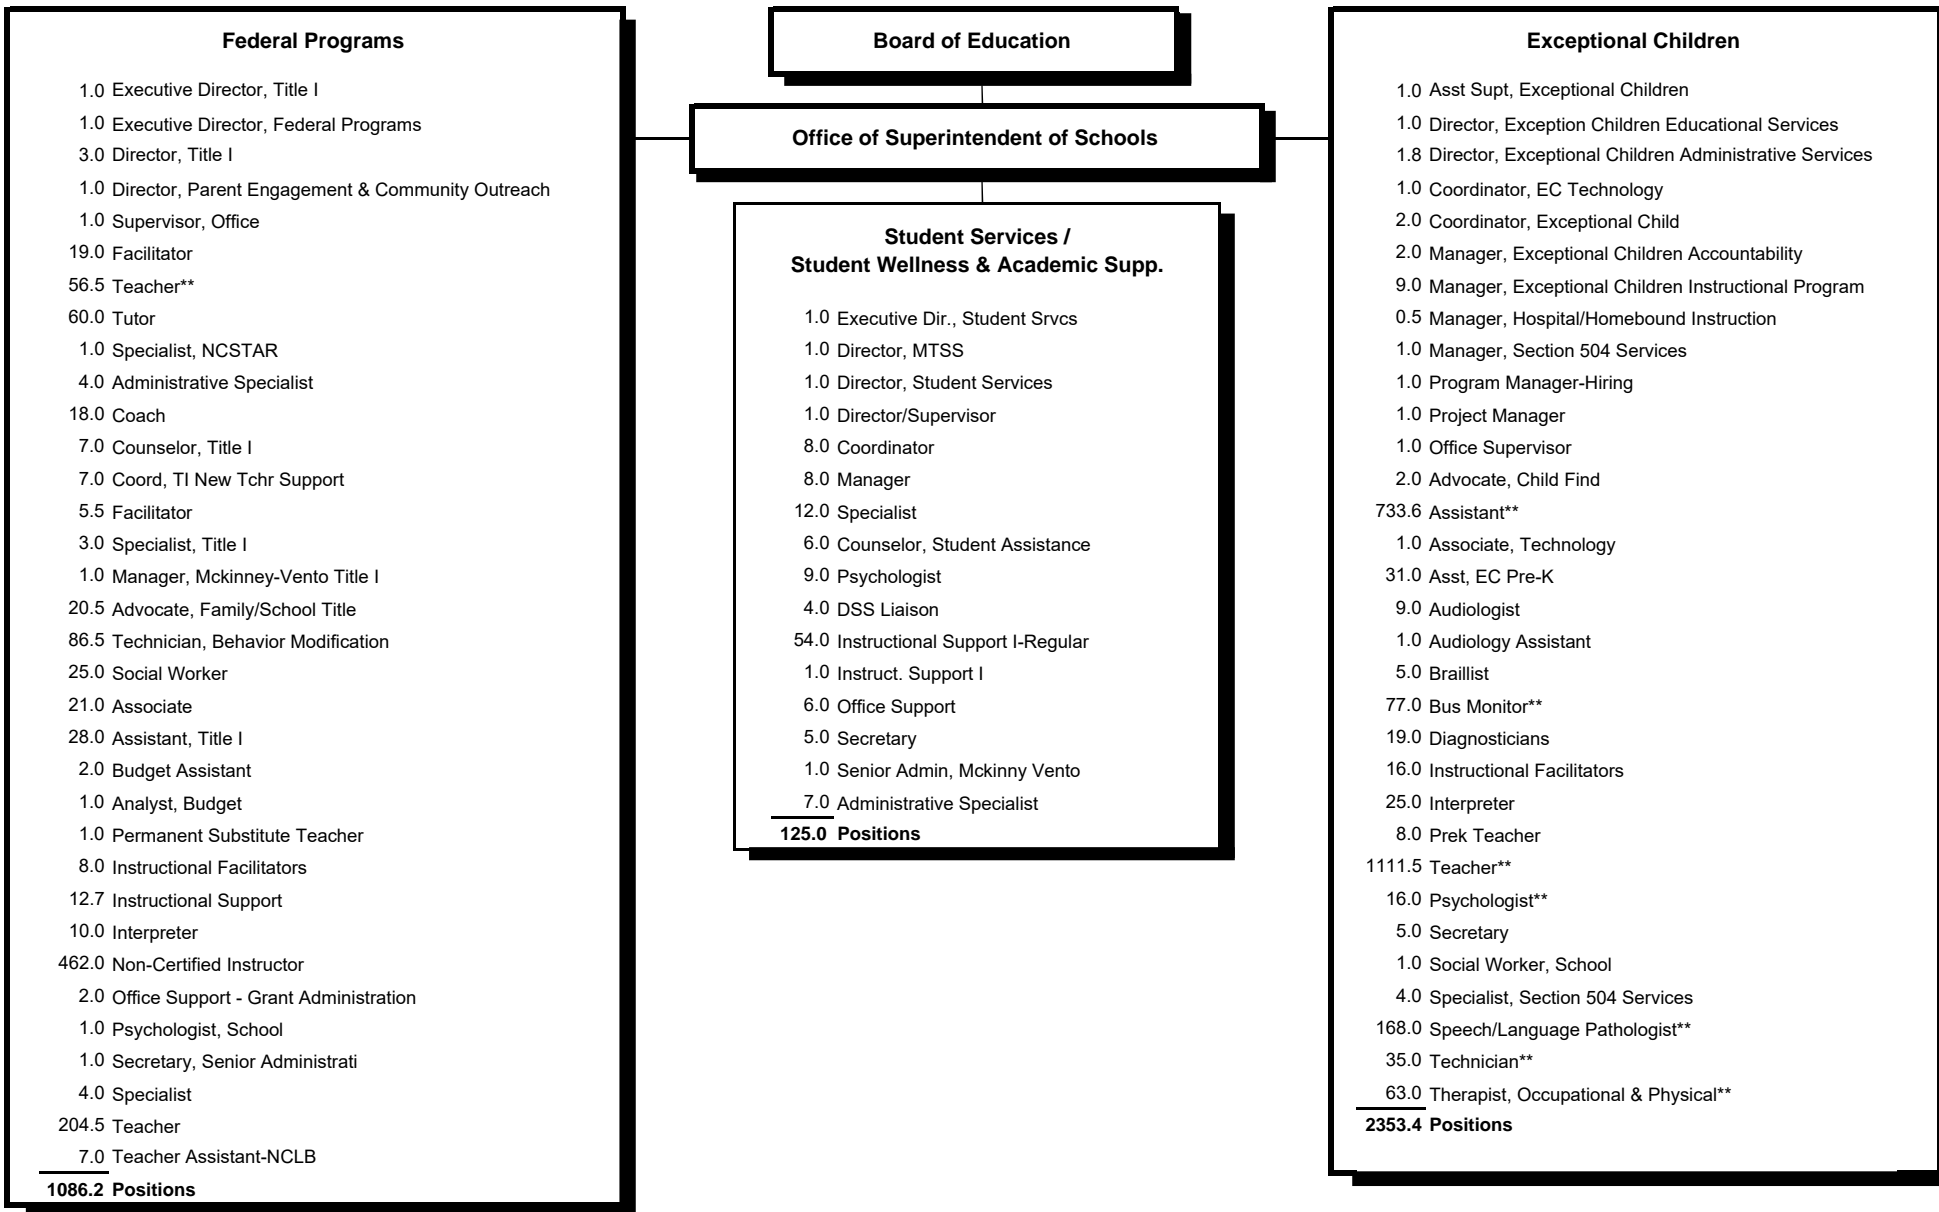 Federal Programs
1.0 Executive Director, Title I
1.0 Executive Director, Federal Programs
3.0 Director, Title I
1.0 Director, Parent Engagement & Community Outreach
1.0 Supervisor, Office
19.0 Facilitator
56.5 Teacher**
60.0 Tutor
1.0 Specialist, NCSTAR
4.0 Administrative Specialist
18.0 Coach
7.0 Counselor, Title I
7.0 Coord, TI New Tchr Support
5.5 Facilitator
3.0 Specialist, Title I
1.0 Manager, Mckinney-Vento Title I
20.5 Advocate, Family/School Title
86.5 Technician, Behavior Modification
25.0 Social Worker
21.0 Associate
28.0 Assistant, Title I
2.0 Budget Assistant
1.0 Analyst, Budget
1.0 Permanent Substitute Teacher
8.0 Instructional Facilitators
12.7 Instructional Support
10.0 Interpreter
462.0 Non-Certified Instructor
2.0 Office Support - Grant Administration
1.0 Psychologist, School
1.0 Secretary, Senior Administrati
4.0 Specialist
204.5 Teacher
7.0 Teacher Assistant-NCLB
1086.2 Positions
Board of Education
Office of Superintendent of Schools
Student Services /
Student Wellness & Academic Supp.
1.0 Executive Dir., Student Srvcs
1.0 Director, MTSS
1.0 Director, Student Services
1.0 Director/Supervisor
8.0 Coordinator
8.0 Manager
12.0 Specialist
6.0 Counselor, Student Assistance
9.0 Psychologist
4.0 DSS Liaison
54.0 Instructional Support I-Regular
1.0 Instruct. Support I
6.0 Office Support
5.0 Secretary
1.0 Senior Admin, Mckinny Vento
7.0 Administrative Specialist
125.0 Positions
Exceptional Children
1.0 Asst Supt, Exceptional Children
1.0 Director, Exception Children Educational Services
1.8 Director, Exceptional Children Administrative Services
1.0 Coordinator, EC Technology
2.0 Coordinator, Exceptional Child
2.0 Manager, Exceptional Children Accountability
9.0 Manager, Exceptional Children Instructional Program
0.5 Manager, Hospital/Homebound Instruction
1.0 Manager, Section 504 Services
1.0 Program Manager-Hiring
1.0 Project Manager
1.0 Office Supervisor
2.0 Advocate, Child Find
733.6 Assistant**
1.0 Associate, Technology
31.0 Asst, EC Pre-K
9.0 Audiologist
1.0 Audiology Assistant
5.0 Braillist
77.0 Bus Monitor**
19.0 Diagnosticians
16.0 Instructional Facilitators
25.0 Interpreter
8.0 Prek Teacher
1111.5 Teacher**
16.0 Psychologist**
5.0 Secretary
1.0 Social Worker, School
4.0 Specialist, Section 504 Services
168.0 Speech/Language Pathologist**
35.0 Technician**
63.0 Therapist, Occupational & Physical**
2353.4 Positions